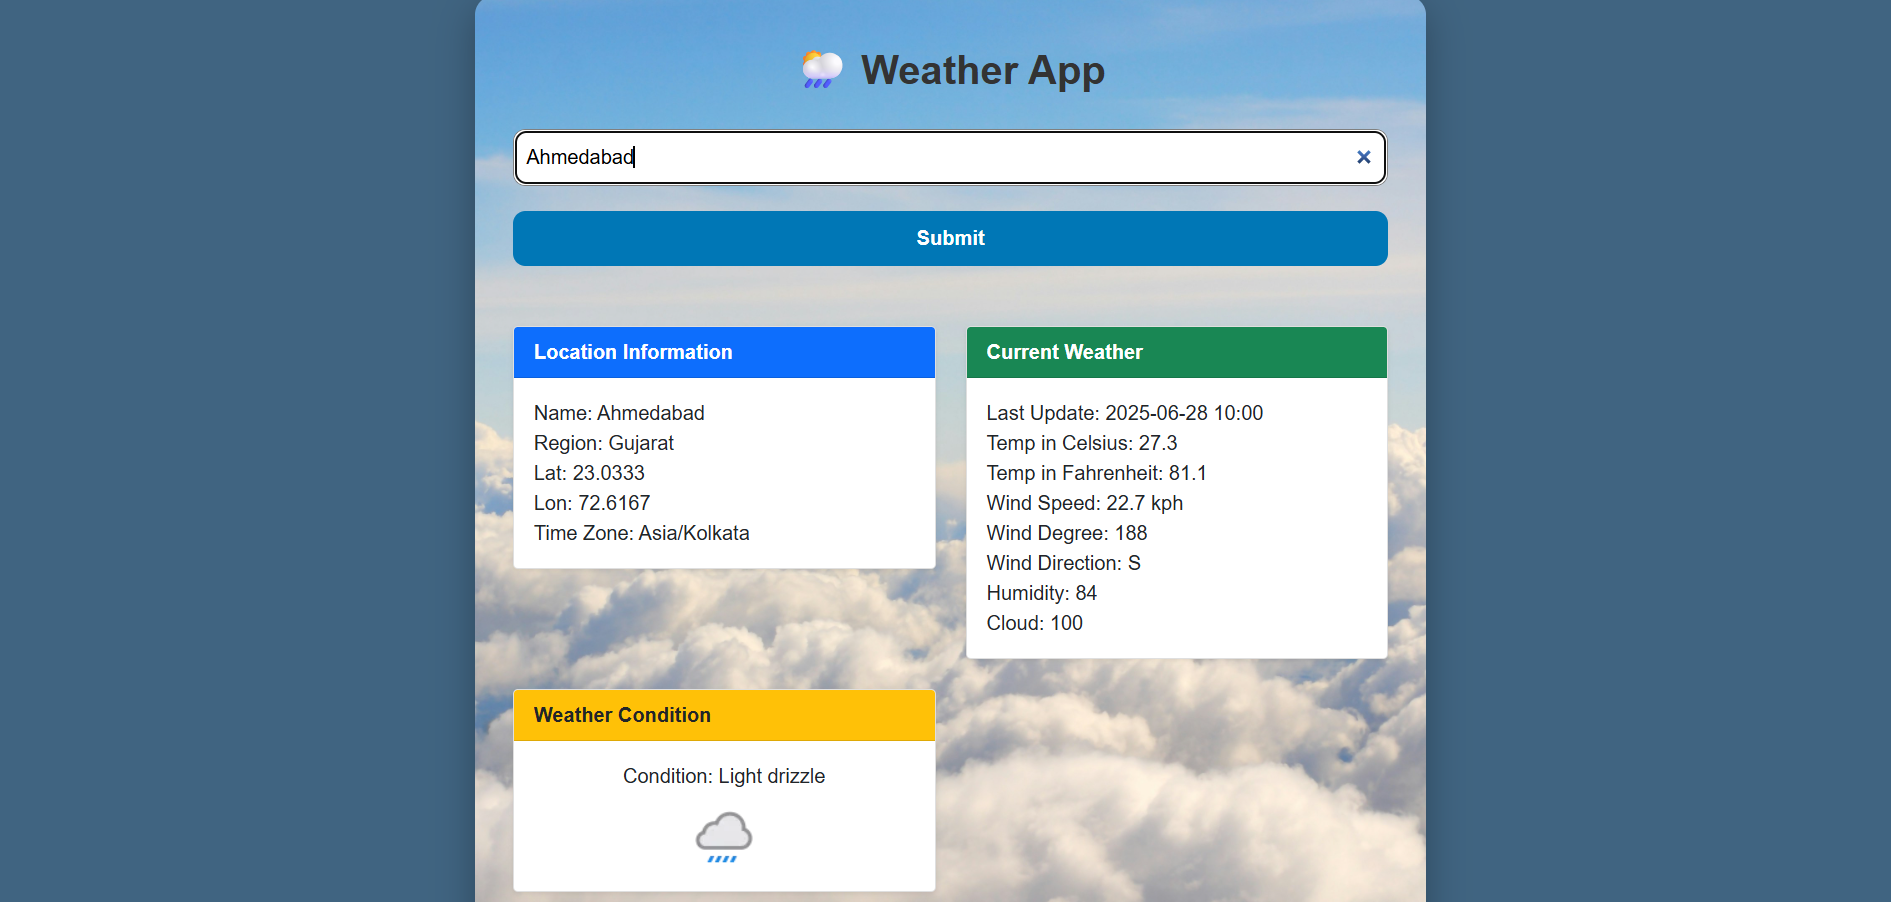 Weather App
Ahmedabad
Submit
Location Information
Name: Ahmedabad
Region: Gujarat
Lat: 23.0333
Lon: 72.6167
Time Zone: Asia/Kolkata
Current Weather
Last Update: 2025-06-28 10:00
Temp in Celsius: 27.3
Temp in Fahrenheit: 81.1
Wind Speed: 22.7 kph
Wind Degree: 188
Wind Direction: S
Humidity: 84
Cloud: 100
Weather Condition
Condition: Light drizzle